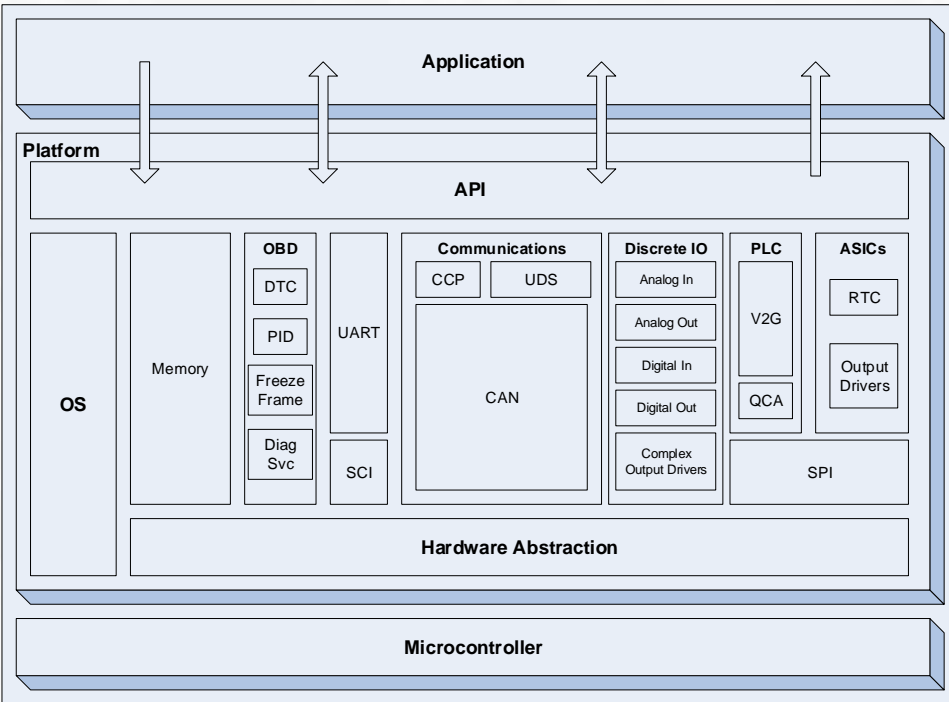 Application
Platform
API
OS
Memory
OBD
DTC
PID
Freeze
Frame
Diag
Svc
UART
SCI
Communications
CCP
UDS
CAN
Discrete IO
Analog In
Analog Out
Digital In
Digital Out
Complex
Output Drivers
PLC
V2G
QCA
ASICs
RTC
Output
Drivers
SPI
Hardware Abstraction
Microcontroller